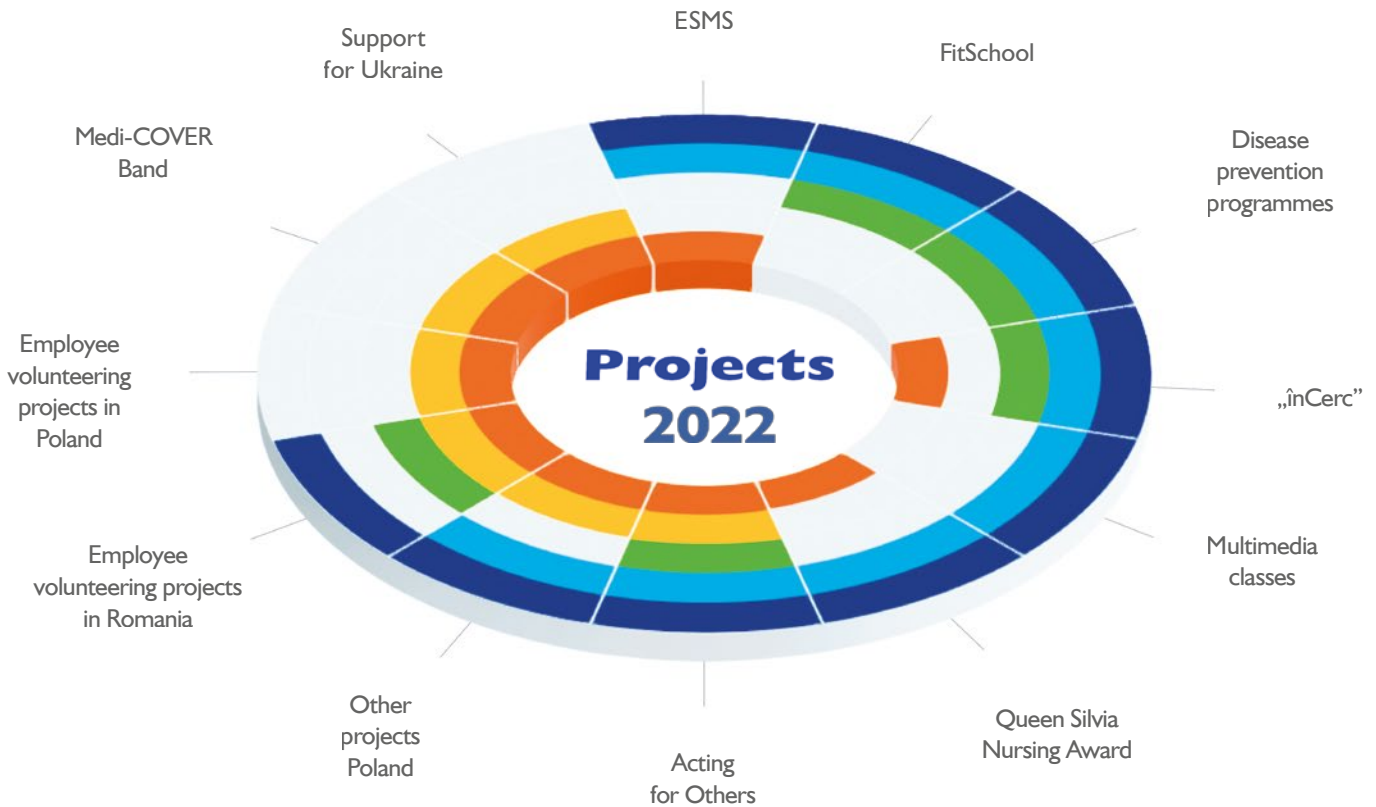 ESMS
FitSchool
Disease
prevention
programmes
„înCerc”
Multimedia
classes
Queen Silvia
Nursing Award
Acting
for Others
Other
projects
Poland
Employee
volunteering projects
in Romania
Employee
volunteering
projects in
Poland
Medi-COVER
Band
Support
for Ukraine
Projects
2022